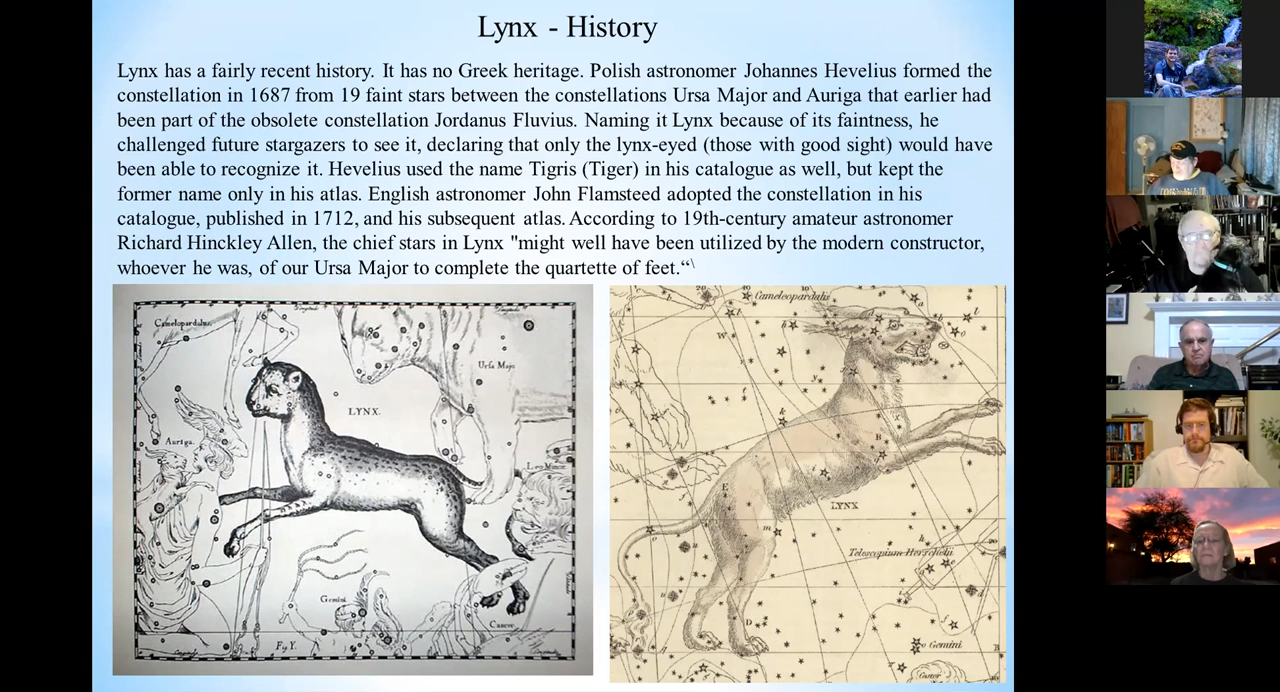 Lynx - History
Lynx has a fairly recent history. It has no Greek heritage. Polish astronomer Johannes Hevelius formed the
constellation in 1687 from 19 faint stars between the constellations Ursa Major and Auriga that earlier had
been part of the obsolete constellation Jordanus Fluvius. Naming it Lynx because of its faintness, he
challenged future stargazers to see it, declaring that only the lynx-eyed (those with good sight) would have
been able to recognize it. Hevelius used the name Tigris (Tiger) in his catalogue as well, but kept the
former name only in his atlas. English astronomer John Flamsteed adopted the constellation in his
catalogue, published in 1712, and his subsequent atlas. According to 19th-century amateur astronomer
Richard Hinckley Allen, the chief stars in Lynx "might well have been utilized by the modern constructor,
whoever he was, of our Ursa Major to complete the quartette of feet.“\
Camelopardalus
Ursa Major
LYNX.
Auriga.
Leo Minor
Gemini
Cancer
Fig Y.
Camelopardalis
LYNX
Telescopium Herschelii
Gemini
Castor